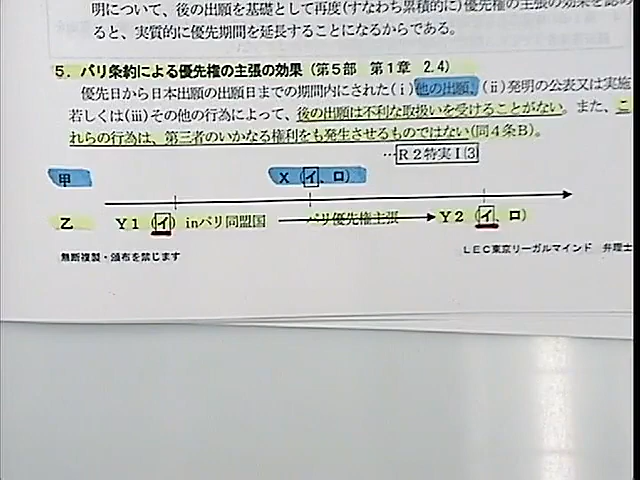 明について、後の出願を基礎として再度(すなわち累積的に)優先権の主張の効果を認め
ると、実質的に優先期間を延長することになるからである。
5．パリ条約による優先権の主張の効果（第5部 第1章 2.4）
優先日から日本出願の出願日までの期間内にされた(ⅰ)他の出願、(ⅱ)発明の公表又は実施
若しくは(ⅲ)その他の行為によって、後の出願は不利な取扱いを受けることがない。また、こ
れらの行為は、第三者のいかなる権利をも発生させるものではない(同4条B)。
…R2特実Ⅰ(3)
甲 X（イ、ロ）
乙 Y1（イ）inパリ同盟国 パリ優先権主張 Y2（イ、ロ）
無断複製・頒布を禁じます LEC東京リーガルマインド 弁理士